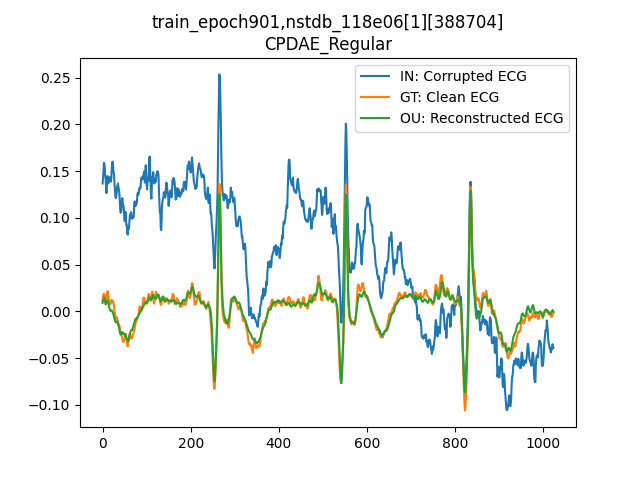 train_epoch901,nstdb_118e06[1][388704]
CPDAE_Regular
IN: Corrupted ECG
GT: Clean ECG
OU: Reconstructed ECG
0.25
0.20
0.15
0.10
0.05
0.00
−0.05
−0.10
0 200 400 600 800 1000